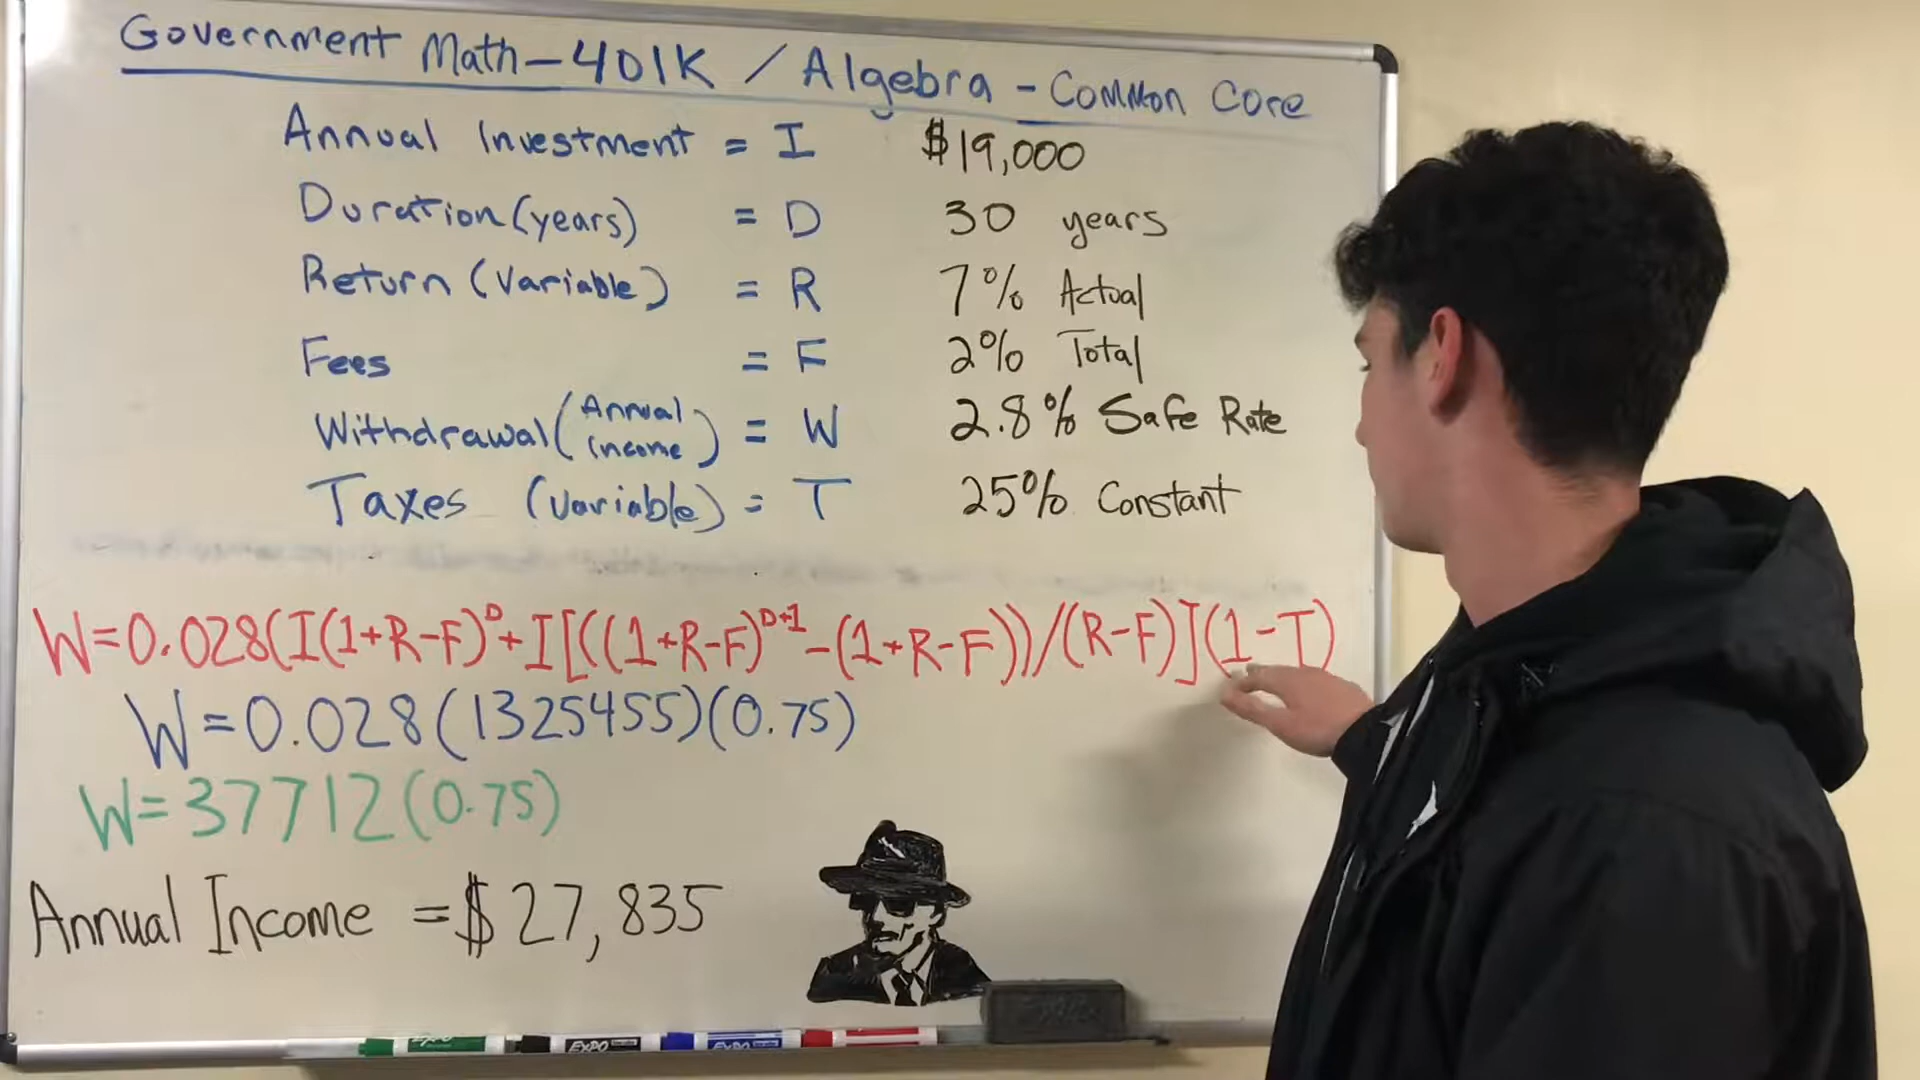 Government Math - 401K / Algebra - Common Core
Annual Investment = I $19,000
Duration (years) = D 30 years
Return (Variable) = R 7% Actual
Fees = F 2% Total
Withdrawal (Annual Income) = W 2.8% Safe Rate
Taxes (Variable) = T 25% Constant
W=0.028(I(1+R-F)^D+I[((1+R-F)^D+1-(1+R-F))/(R-F)](1-T)
W=0.028(1325455)(0.75)
W=37712(0.75)
Annual Income = $27,835
EXPO